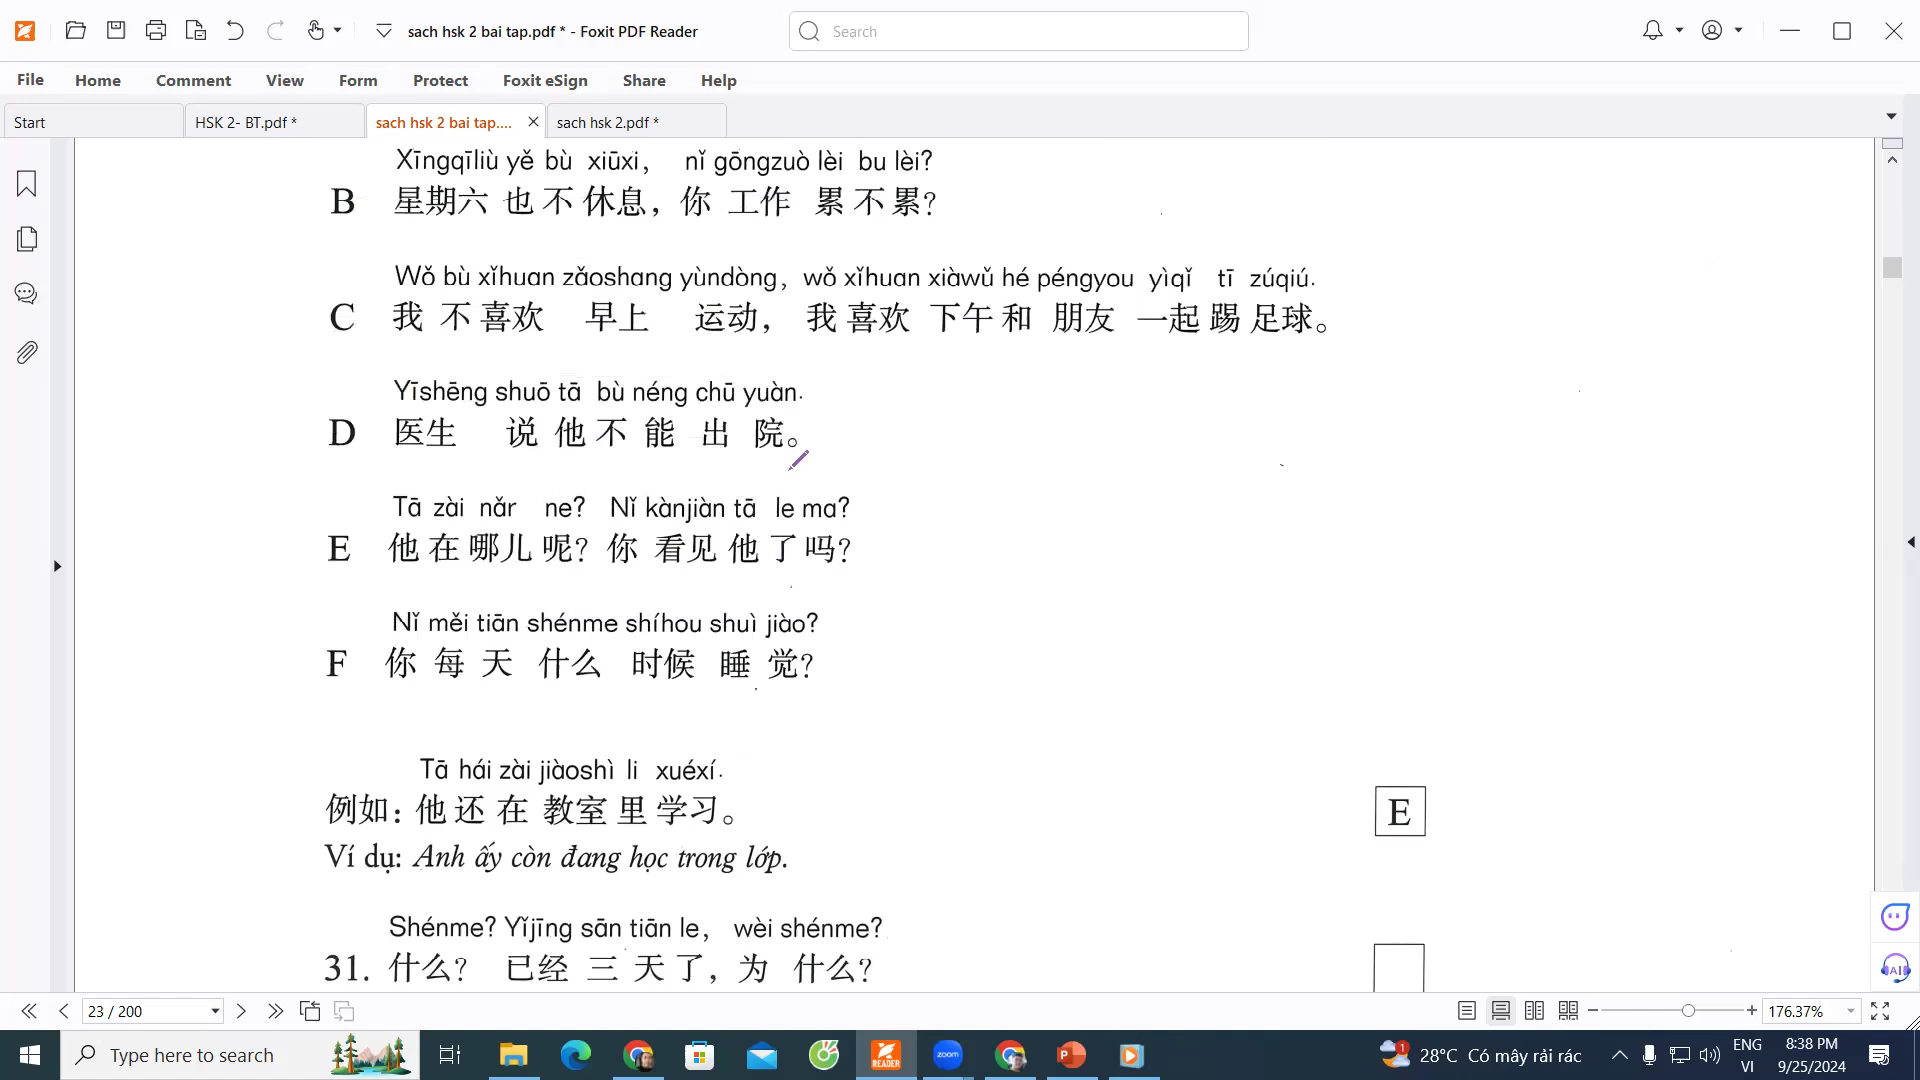 sach hsk 2 bai tap.pdf * - Foxit PDF Reader
Search
File Home Comment View Form Protect Foxit eSign Share Help
Start HSK 2- BT.pdf * sach hsk 2 bai tap.... sach hsk 2.pdf *
Xīngqīliù yě bù xiūxi, nǐ gōngzuò lèi bu lèi?
B 星期六也不休息，你工作累不累？
Wǒ bù xǐhuan zǎoshang yùndòng, wǒ xǐhuan xiàwǔ hé péngyou yìqǐ tī zúqiú.
C 我不喜欢早上运动，我喜欢下午和朋友一起踢足球。
Yīshēng shuō tā bù néng chū yuàn.
D 医生说他不能出院。
Tā zài nǎr ne? Nǐ kànjiàn tā le ma?
E 他在哪儿呢？你看见他了吗？
Nǐ měi tiān shénme shíhou shuì jiào?
F 你每天什么时候睡觉？
Tā hái zài jiàoshì li xuéxí.
例如：他还在教室里学习。 E
Ví dụ: Anh ấy còn đang học trong lớp.
Shénme? Yǐjīng sān tiān le, wèi shénme?
31. 什么？已经三天了，为什么？
AI
23 / 200 176.37%
Type here to search
READER
zoom
1
28°C Có mây rải rác
ENG
VI
8:38 PM
9/25/2024